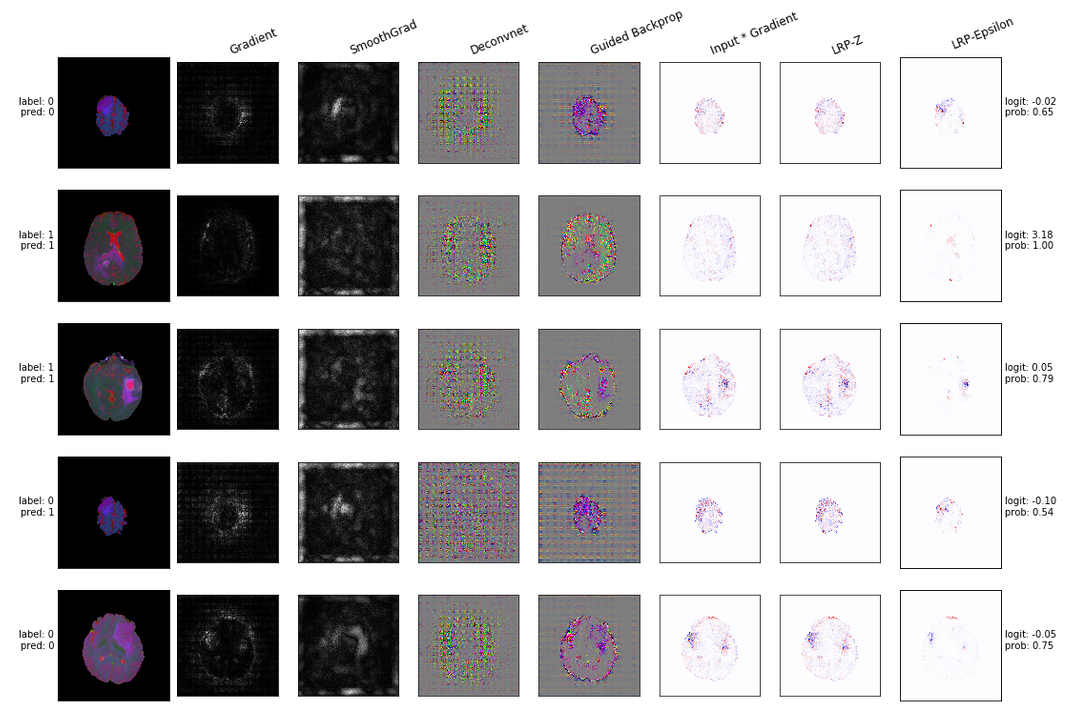 Gradient
SmoothGrad
Deconvnet
Guided Backprop
Input * Gradient
LRP-Z
LRP-Epsilon
label: 0
pred: 0
logit: -0.02
prob: 0.65
label: 1
pred: 1
logit: 3.18
prob: 1.00
label: 1
pred: 1
logit: 0.05
prob: 0.79
label: 0
pred: 1
logit: -0.10
prob: 0.54
label: 0
pred: 0
logit: -0.05
prob: 0.75